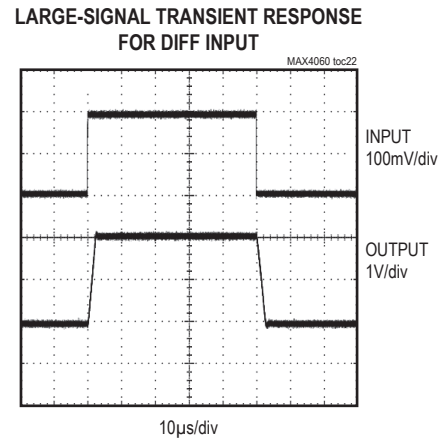 LARGE-SIGNAL TRANSIENT RESPONSE
FOR DIFF INPUT
MAX4060 toc22
INPUT
100mV/div
OUTPUT
1V/div
10µs/div